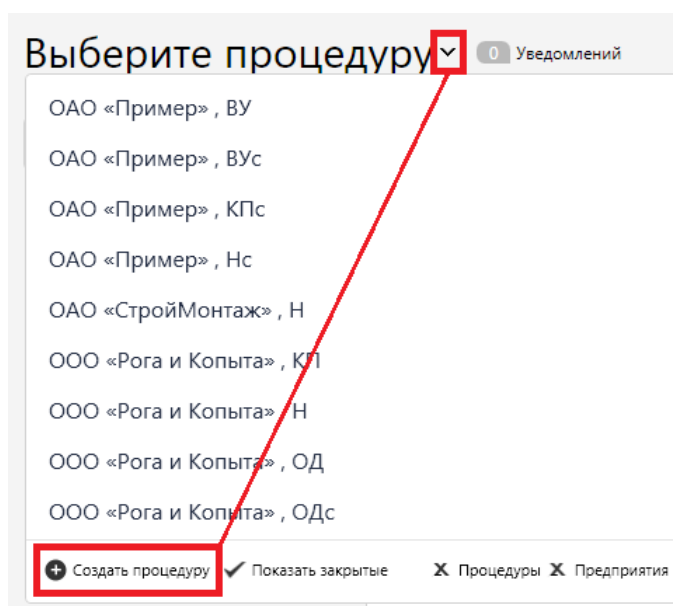 Выберите процедуру 0 Уведомлений
ОАО «Пример» , ВУ
ОАО «Пример» , ВУс
ОАО «Пример» , КПс
ОАО «Пример» , Нс
ОАО «СтройМонтаж» , Н
ООО «Рога и Копыта» , КП
ООО «Рога и Копыта» , Н
ООО «Рога и Копыта» , ОД
ООО «Рога и Копыта» , ОДс
Создать процедуру Показать закрытые Х Процедуры Х Предприятия